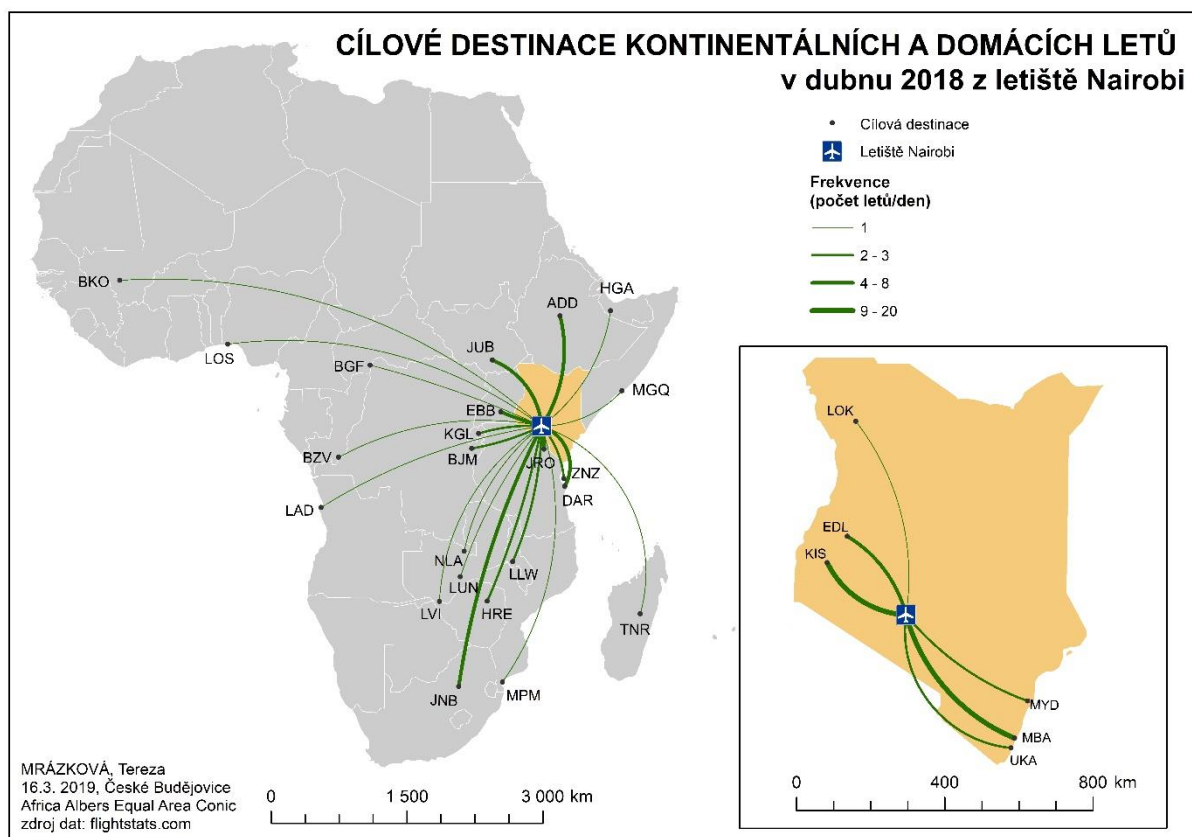 CÍLOVÉ DESTINACE KONTINENTÁLNÍCH A DOMÁCÍCH LETŮ
v dubnu 2018 z letiště Nairobi
Cílová destinace
Letiště Nairobi
Frekvence
(počet letů/den)
1
2 - 3
4 - 8
9 - 20
BKO
HGA
ADD
LOS
JUB
BGF
MGQ
EBB
KGL
BJM
JRO
BZV
ZNZ
DAR
LAD
NLA
LLW
LUN
LVI
HRE
TNR
JNB
MPM
LOK
EDL
KIS
MYD
MBA
UKA
0 400 800 km
MRÁZKOVÁ, Tereza
16.3. 2019, České Budějovice
Africa Albers Equal Area Conic
zdroj dat: flightstats.com
0 1 500 3 000 km